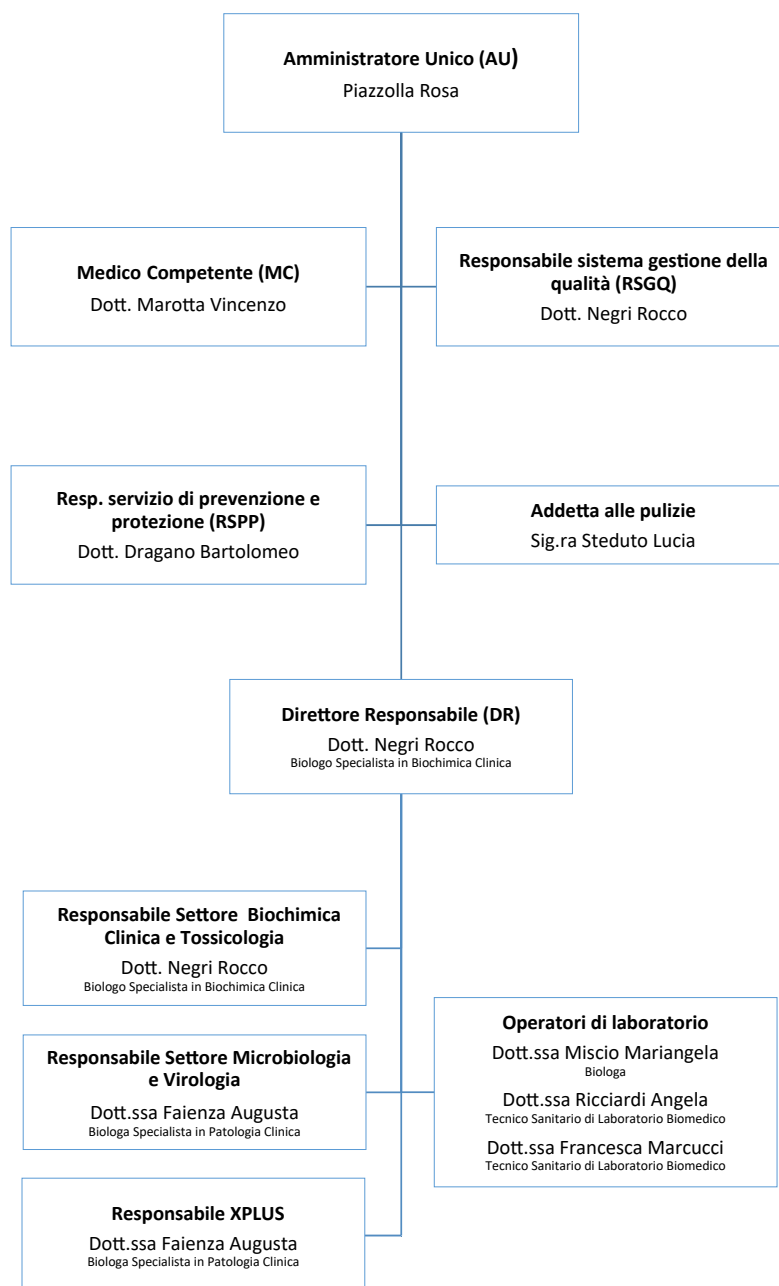 Amministratore Unico (AU)
Piazzolla Rosa
Medico Competente (MC)
Dott. Marotta Vincenzo
Responsabile sistema gestione della
qualità (RSGQ)
Dott. Negri Rocco
Resp. servizio di prevenzione e
protezione (RSPP)
Dott. Dragano Bartolomeo
Addetta alle pulizie
Sig.ra Steduto Lucia
Direttore Responsabile (DR)
Dott. Negri Rocco
Biologo Specialista in Biochimica Clinica
Responsabile Settore Biochimica
Clinica e Tossicologia
Dott. Negri Rocco
Biologo Specialista in Biochimica Clinica
Responsabile Settore Microbiologia
e Virologia
Dott.ssa Faienza Augusta
Biologa Specialista in Patologia Clinica
Operatori di laboratorio
Dott.ssa Miscio Mariangela
Biologa
Dott.ssa Ricciardi Angela
Tecnico Sanitario di Laboratorio Biomedico
Dott.ssa Francesca Marcucci
Tecnico Sanitario di Laboratorio Biomedico
Responsabile XPLUS
Dott.ssa Faienza Augusta
Biologa Specialista in Patologia Clinica